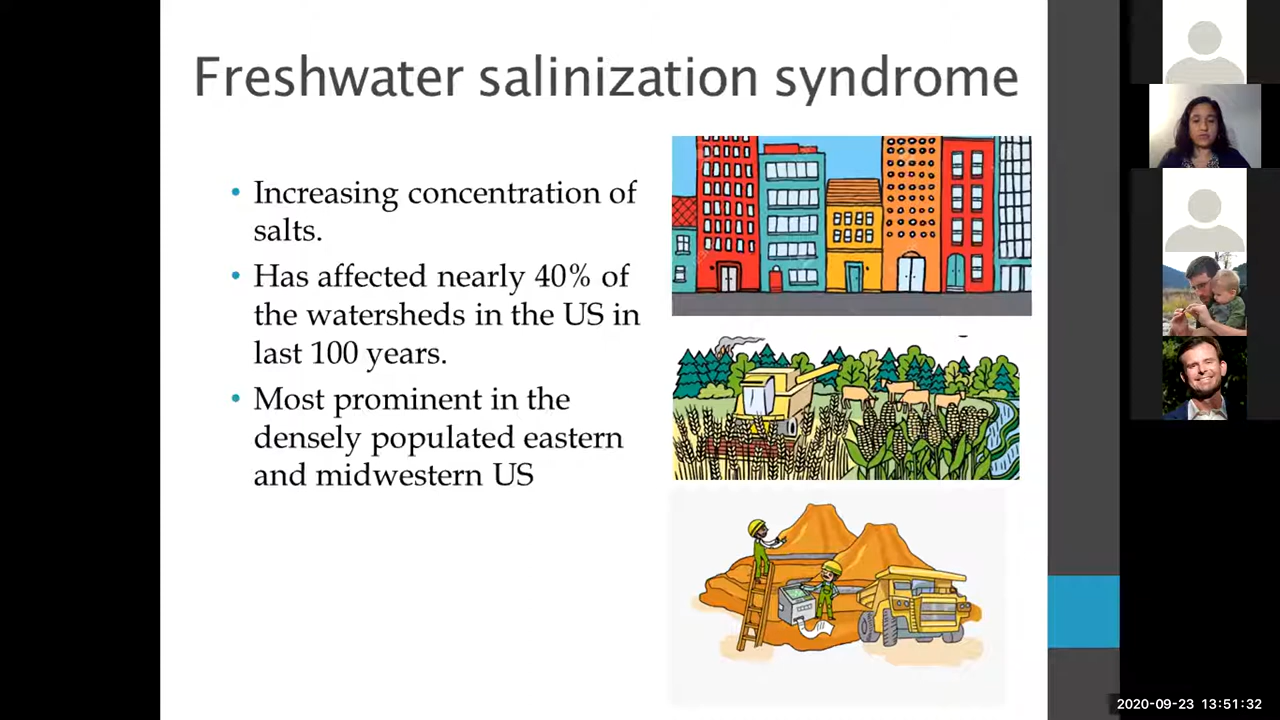 Freshwater salinization syndrome
• Increasing concentration of
salts.
• Has affected nearly 40% of
the watersheds in the US in
last 100 years.
• Most prominent in the
densely populated eastern
and midwestern US
2020-09-23 13:51:32